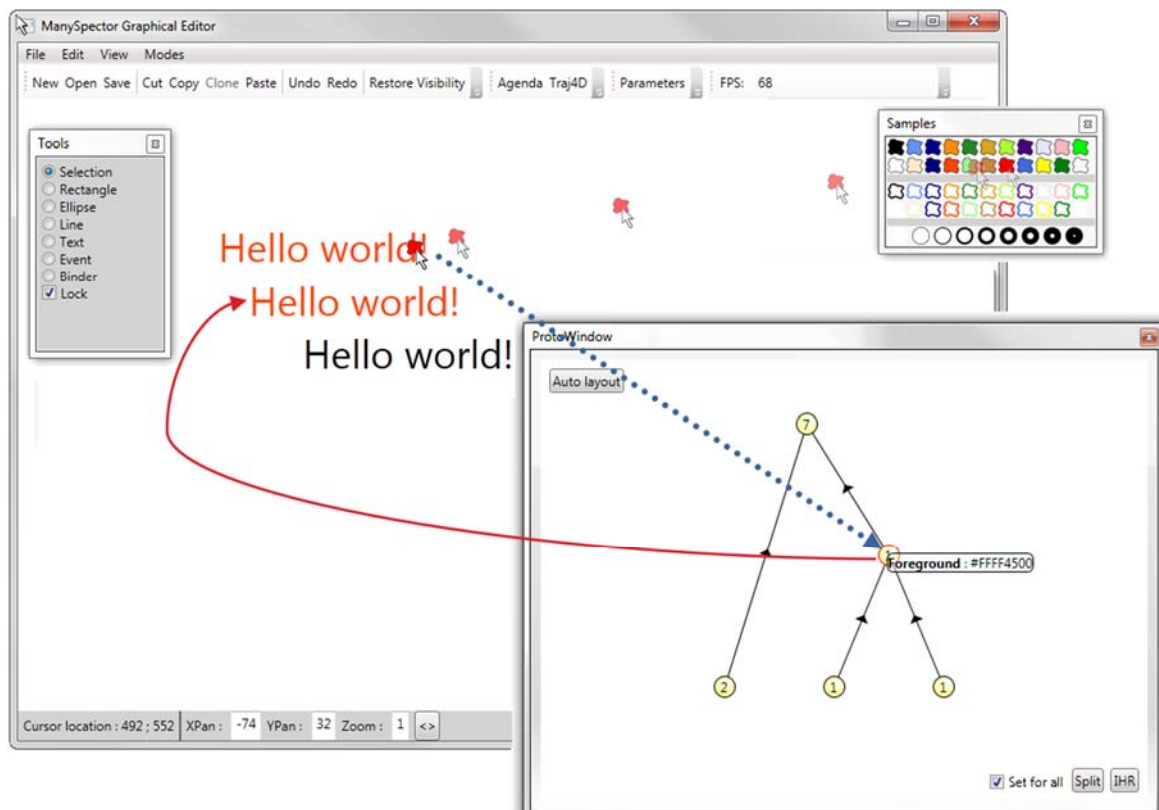 ManySpector Graphical Editor
File Edit View Modes
New Open Save Cut Copy Clone Paste Undo Redo Restore Visibility Agenda Traj4D Parameters FPS: 68
Tools
Selection
Rectangle
Ellipse
Line
Text
Event
Binder
Lock
Samples
Hello world!
Hello world!
Hello world!
ProtoWindow
Auto layout
7
1
Foreground : #FFFF4500
2
1
1
Set for all Split IHR
Cursor location : 492 ; 552 XPan : -74 YPan : 32 Zoom : 1 <>